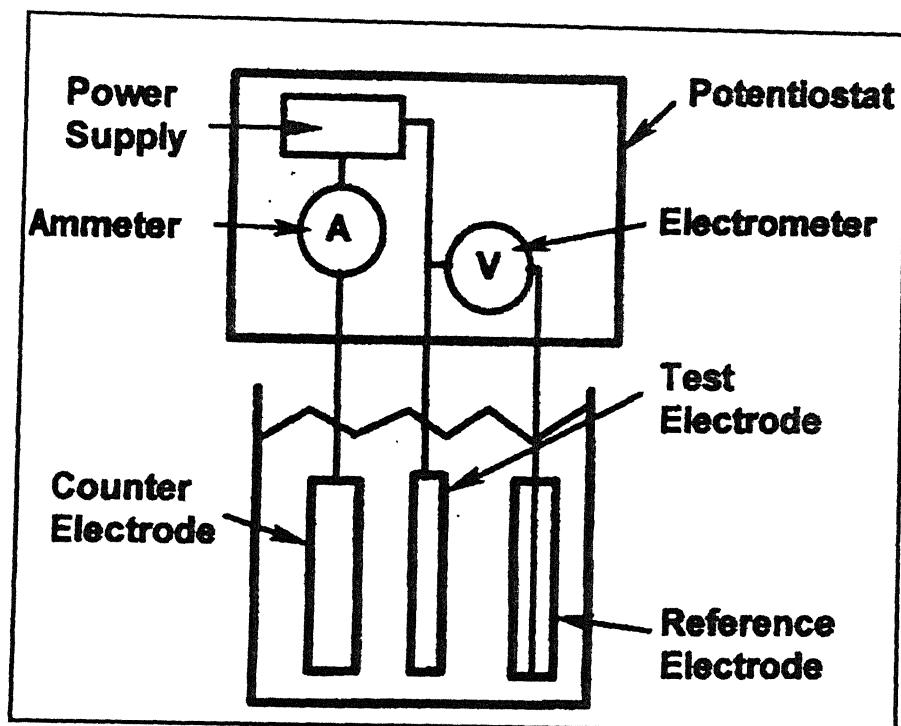 Power
Supply
Potentiostat
Ammeter
A
Electrometer
V
Test
Electrode
Counter
Electrode
Reference
Electrode